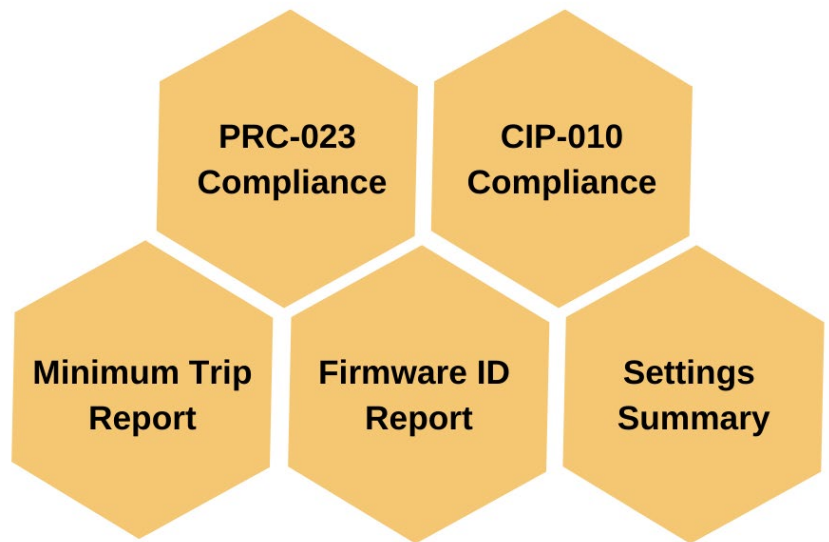 PRC-023
Compliance
CIP-010
Compliance
Minimum Trip
Report
Firmware ID
Report
Settings
Summary